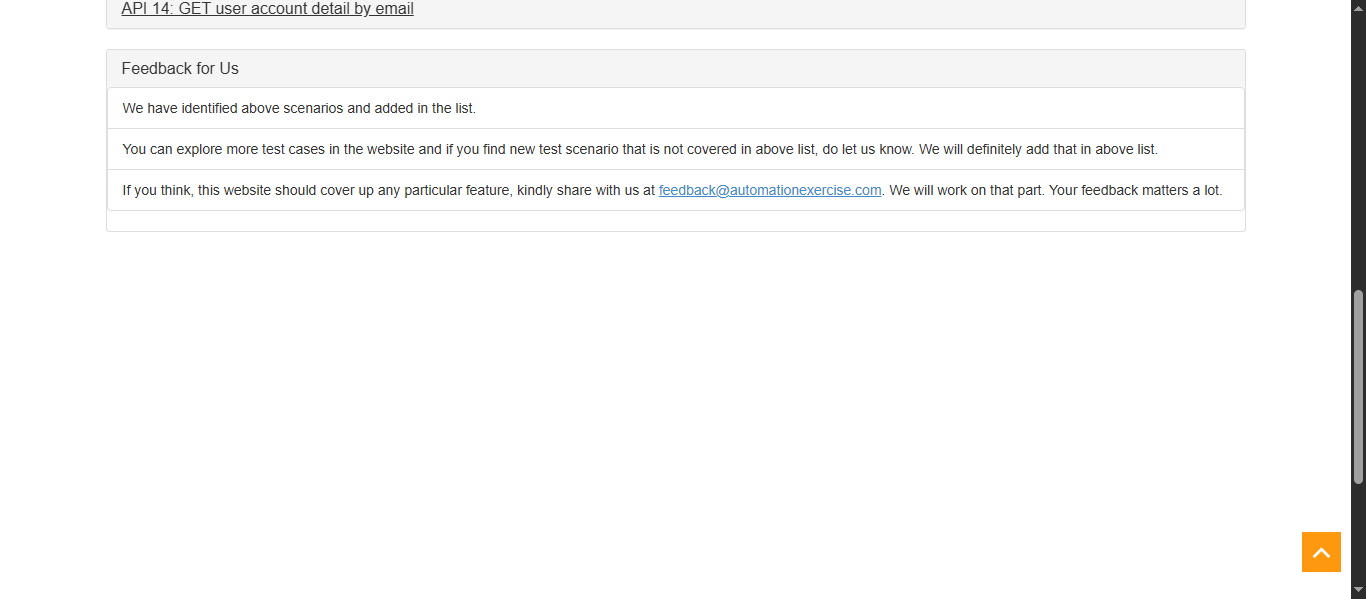 API 14: GET user account detail by email
Feedback for Us
We have identified above scenarios and added in the list.
You can explore more test cases in the website and if you find new test scenario that is not covered in above list, do let us know. We will definitely add that in above list.
If you think, this website should cover up any particular feature, kindly share with us at feedback@automationexercise.com. We will work on that part. Your feedback matters a lot.